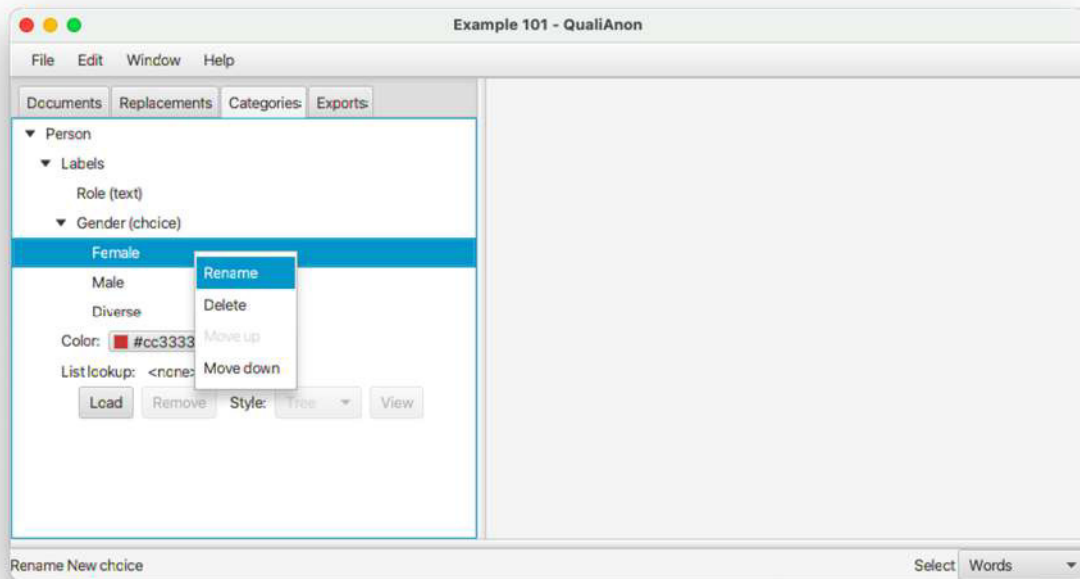 Example 101 - QualiAnon
File Edit Window Help
Documents Replacements Categories Exports
Person
Labels
Role (text)
Gender (choice)
Female
Rename
Male
Delete
Diverse
Color: #cc3333 Move up
List lookup: <none> Move down
Load Remove Style: Tree View
Rename New choice Select Words